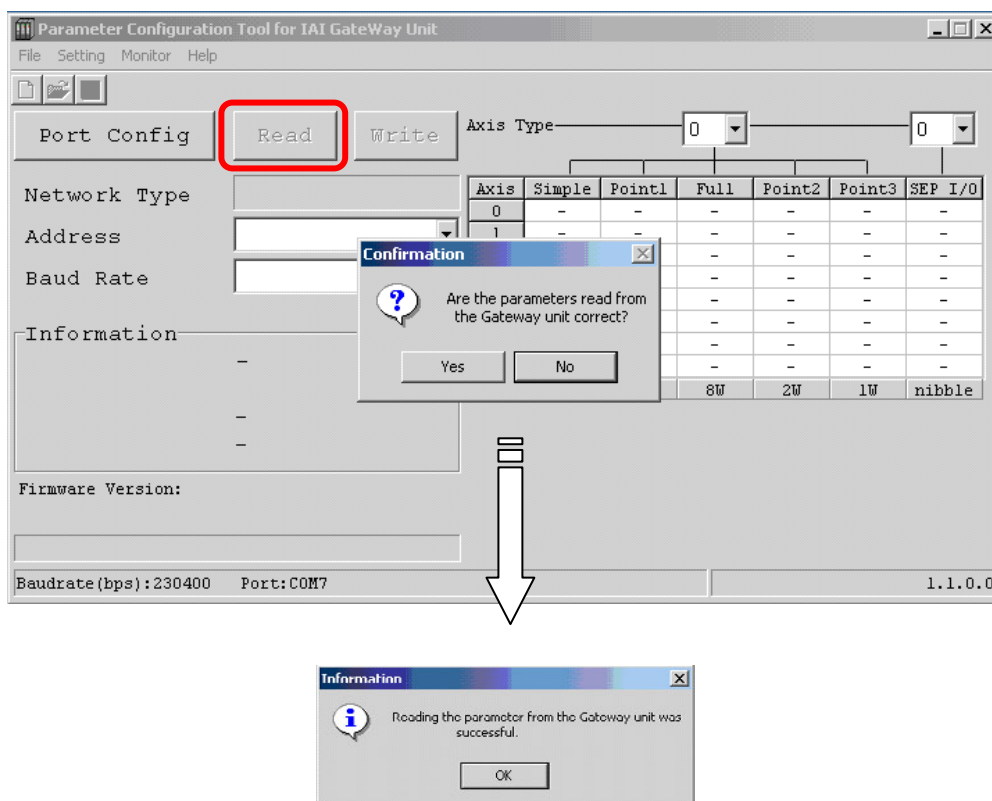 Parameter Configuration Tool for IAI GateWay Unit
File Setting Monitor Help
Port Config Read Write
Axis Type 0 0
Network Type
Address
Baud Rate
Axis Simple Point1 Full Point2 Point3 SEP I/O
0 - - - - - -
1 - - - - - -
- - - -
- - - -
- - - -
- - - -
- - - -
- - - -
8W 2W 1W nibble
Confirmation
Are the parameters read from
the Gateway unit correct?
Yes No
Information
-
-
-
Firmware Version:
Baudrate(bps):230400 Port:COM7 1.1.0.0
Information
Reading the parameter from the Gateway unit was
successful.
OK